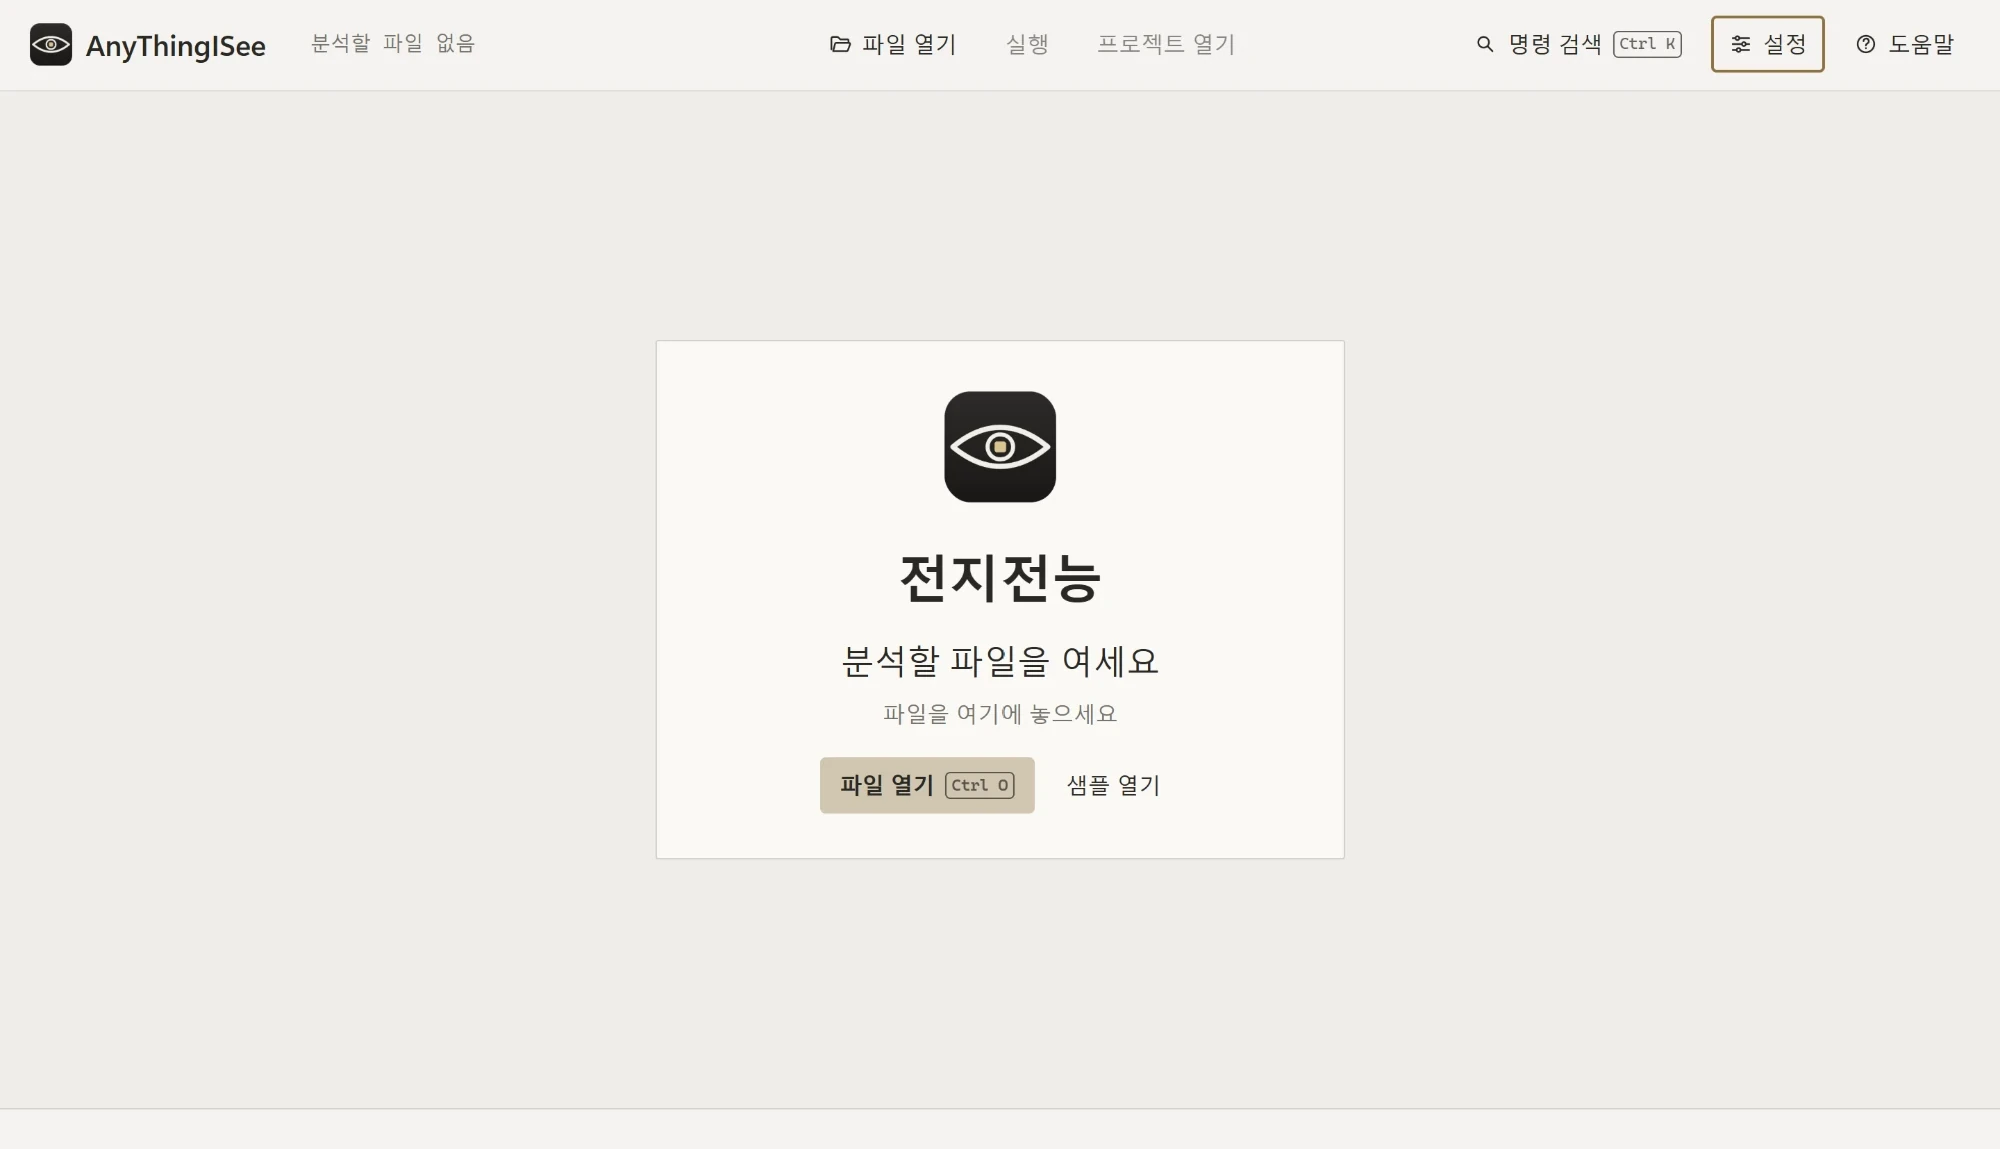 AnyThingISee 분석할 파일 없음 파일 열기 실행 프로젝트 열기 명령 검색 Ctrl K 설정 도움말
전지전능
분석할 파일을 여세요
파일을 여기에 놓으세요
파일 열기 Ctrl O 샘플 열기